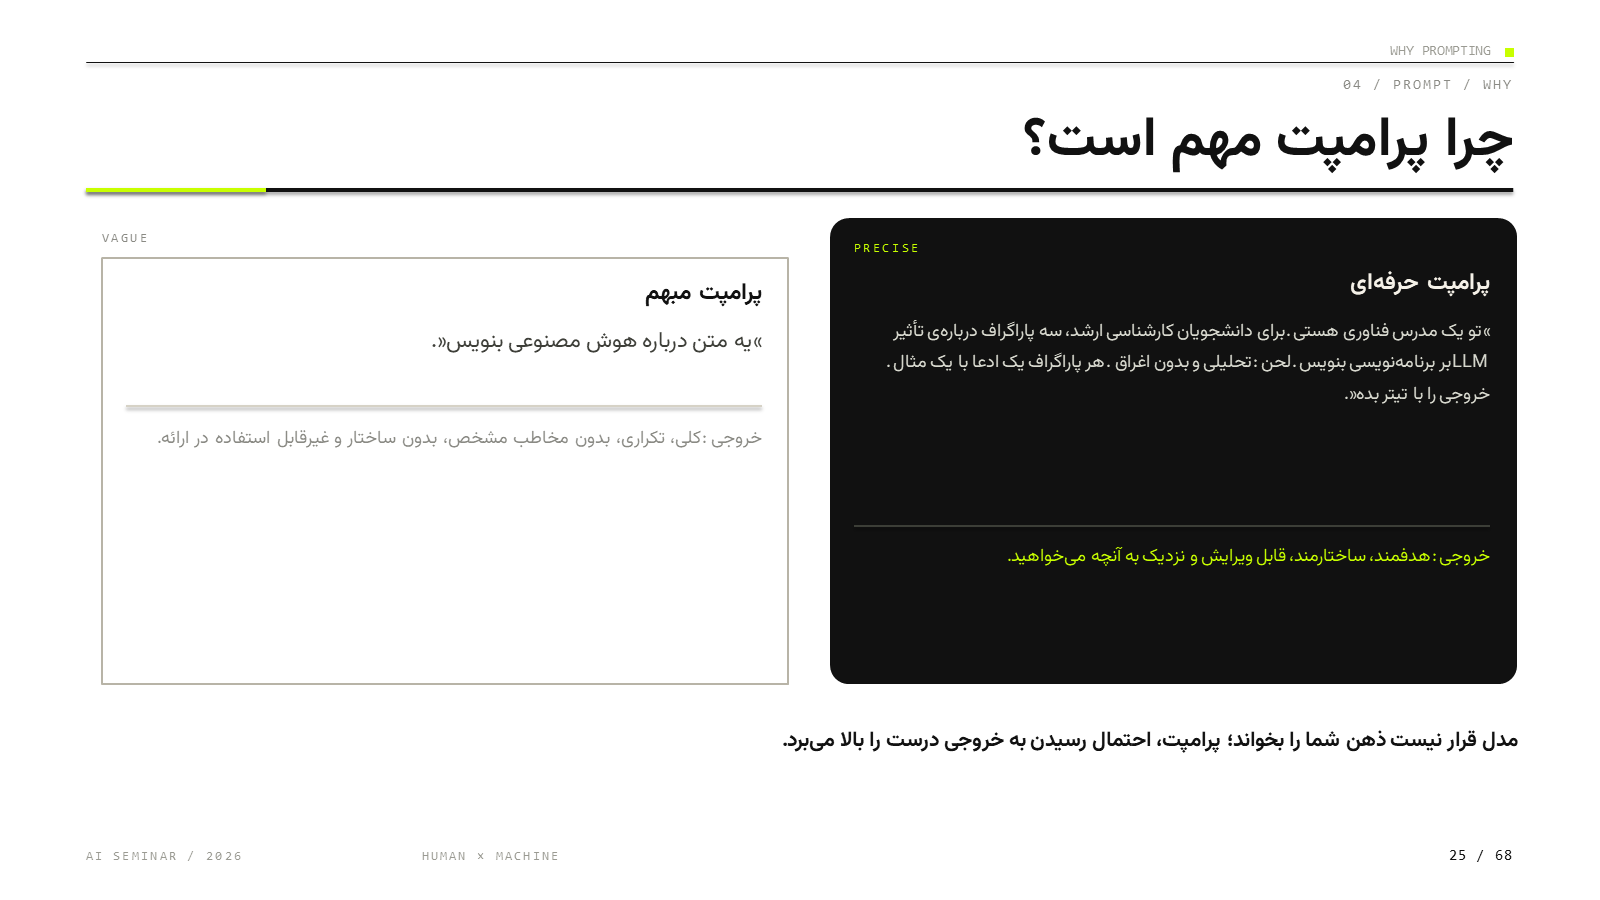 WHY PROMPTING
04 / PROMPT / WHY
چرا پرامپت مهم است؟
PRECISE
پرامپت حرفه‌ای
«تو یک مدرس فناوری هستی. برای دانشجویان کارشناسی ارشد، سه پاراگراف درباره‌ی تأثیر
LLM بر برنامه‌نویسی بنویس. لحن: تحلیلی و بدون اغراق. هر پاراگراف یک ادعا با یک مثال.
خروجی را با تیتر بده».
خروجی: هدفمند، ساختارمند، قابل ویرایش و نزدیک به آنچه می‌خواهید.
VAGUE
پرامپت مبهم
«یه متن درباره هوش مصنوعی بنویس».
خروجی: کلی، تکراری، بدون مخاطب مشخص، بدون ساختار و غیرقابل استفاده در ارائه.
مدل قرار نیست ذهن شما را بخواند؛ پرامپت، احتمال رسیدن به خروجی درست را بالا می‌برد.
AI SEMINAR / 2026
HUMAN × MACHINE
25 / 68